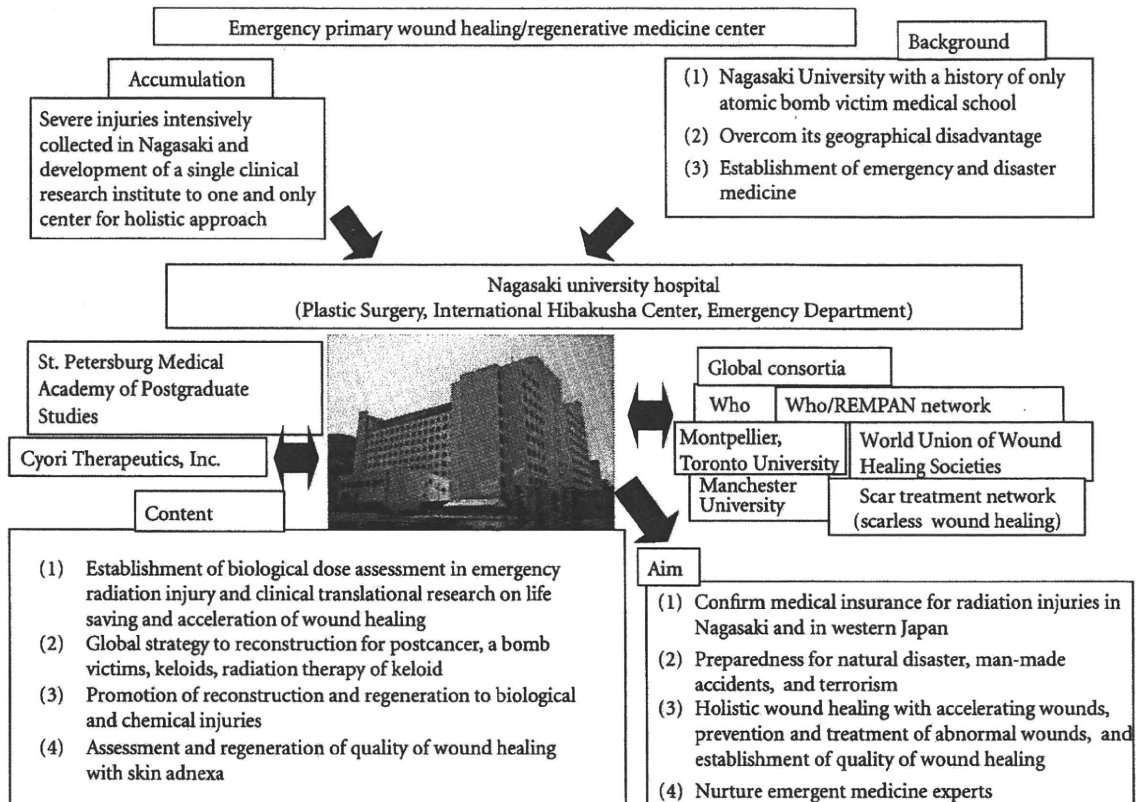 Emergency primary wound healing/regenerative medicine center
Accumulation
Severe injuries intensively
collected in Nagasaki and
development of a single clinical
research institute to one and only
center for holistic approach
Background
(1) Nagasaki University with a history of only
atomic bomb victim medical school
(2) Overcom its geographical disadvantage
(3) Establishment of emergency and disaster
medicine
Nagasaki university hospital
(Plastic Surgery, International Hibakusha Center, Emergency Department)
St. Petersburg Medical
Academy of Postgraduate
Studies
Cyori Therapeutics, Inc.
Global consortia
Who
Who/REMPAN network
Montpellier,
Toronto University
World Union of Wound
Healing Societies
Manchester
University
Scar treatment network
(scarless wound healing)
Content
(1) Establishment of biological dose assessment in emergency
radiation injury and clinical translational research on life
saving and acceleration of wound healing
(2) Global strategy to reconstruction for postcancer, a bomb
victims, keloids, radiation therapy of keloid
(3) Promotion of reconstruction and regeneration to biological
and chemical injuries
(4) Assessment and regeneration of quality of wound healing
with skin adnexa
Aim
(1) Confirm medical insurance for radiation injuries in
Nagasaki and in western Japan
(2) Preparedness for natural disaster, man-made
accidents, and terrorism
(3) Holistic wound healing with accelerating wounds,
prevention and treatment of abnormal wounds, and
establishment of quality of wound healing
(4) Nurture emergent medicine experts